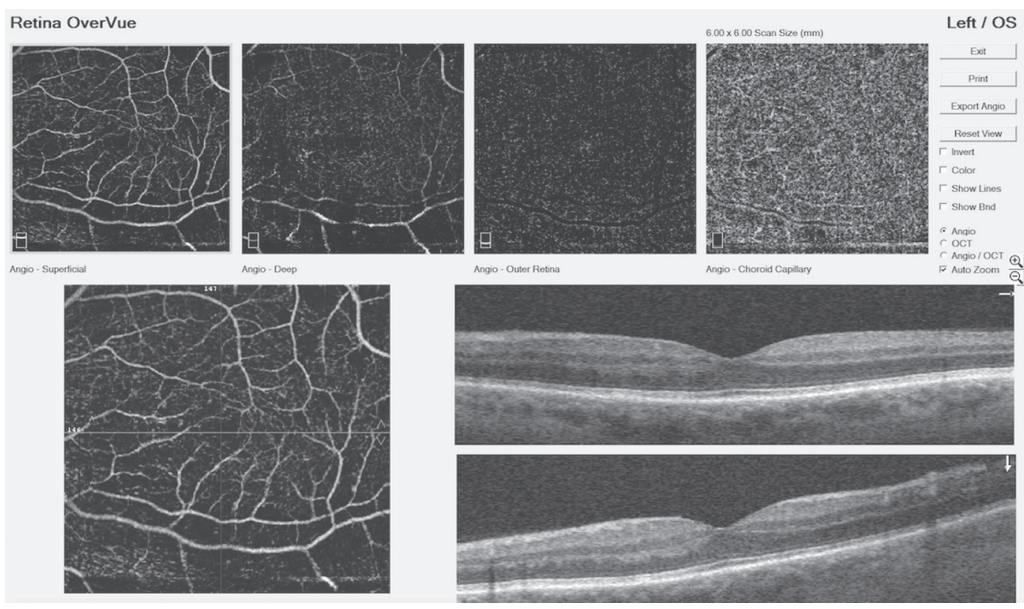 Retina OverVue
Left / OS
6.00 x 6.00 Scan Size (mm)
Exit
Print
Export Angio
Reset View
Invert
Color
Show Lines
Show Bnd
Angio
OCT
Angio / OCT
Auto Zoom
Angio - Superficial
Angio - Deep
Angio - Outer Retina
Angio - Choroid Capillary
147
146